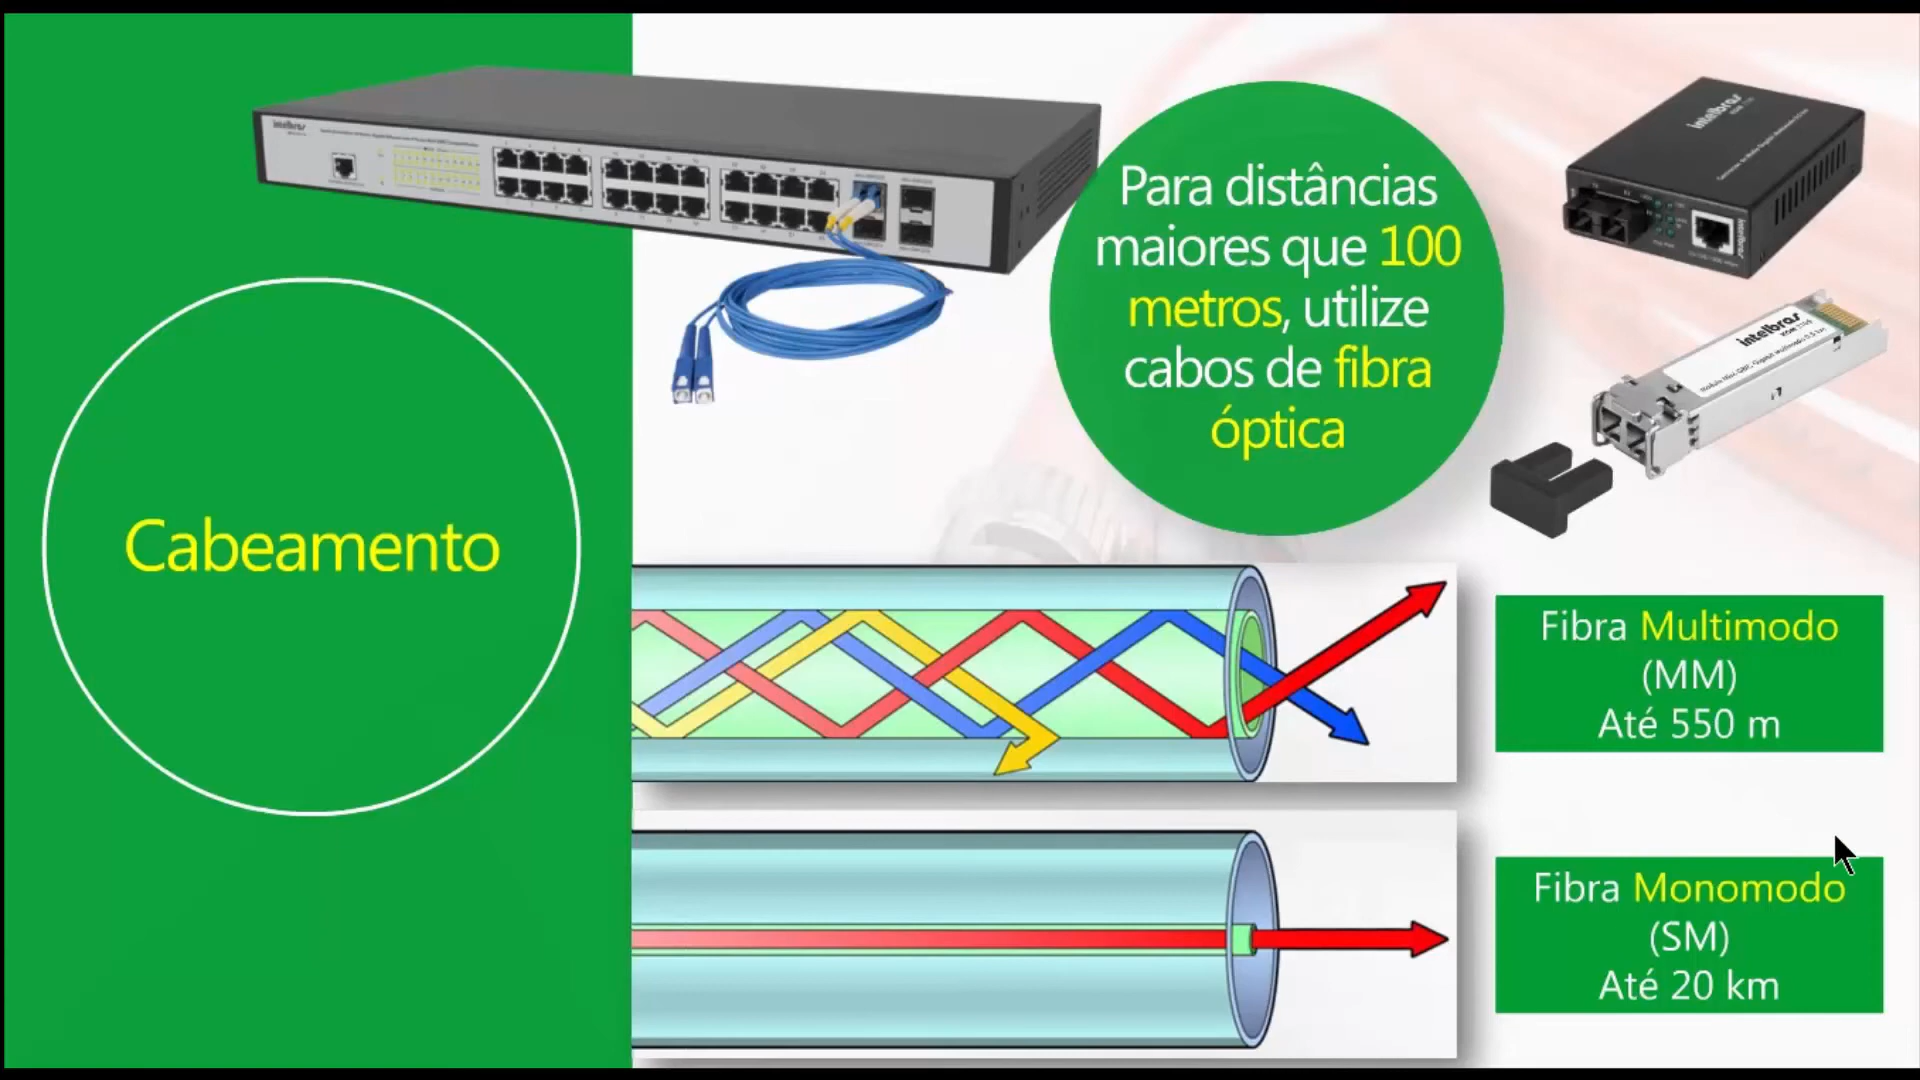 Cabeamento
intelbras
Para distâncias
maiores que 100
metros, utilize
cabos de fibra
óptica
intelbras
intelbras
Fibra Multimodo
(MM)
Até 550 m
Fibra Monomodo
(SM)
Até 20 km